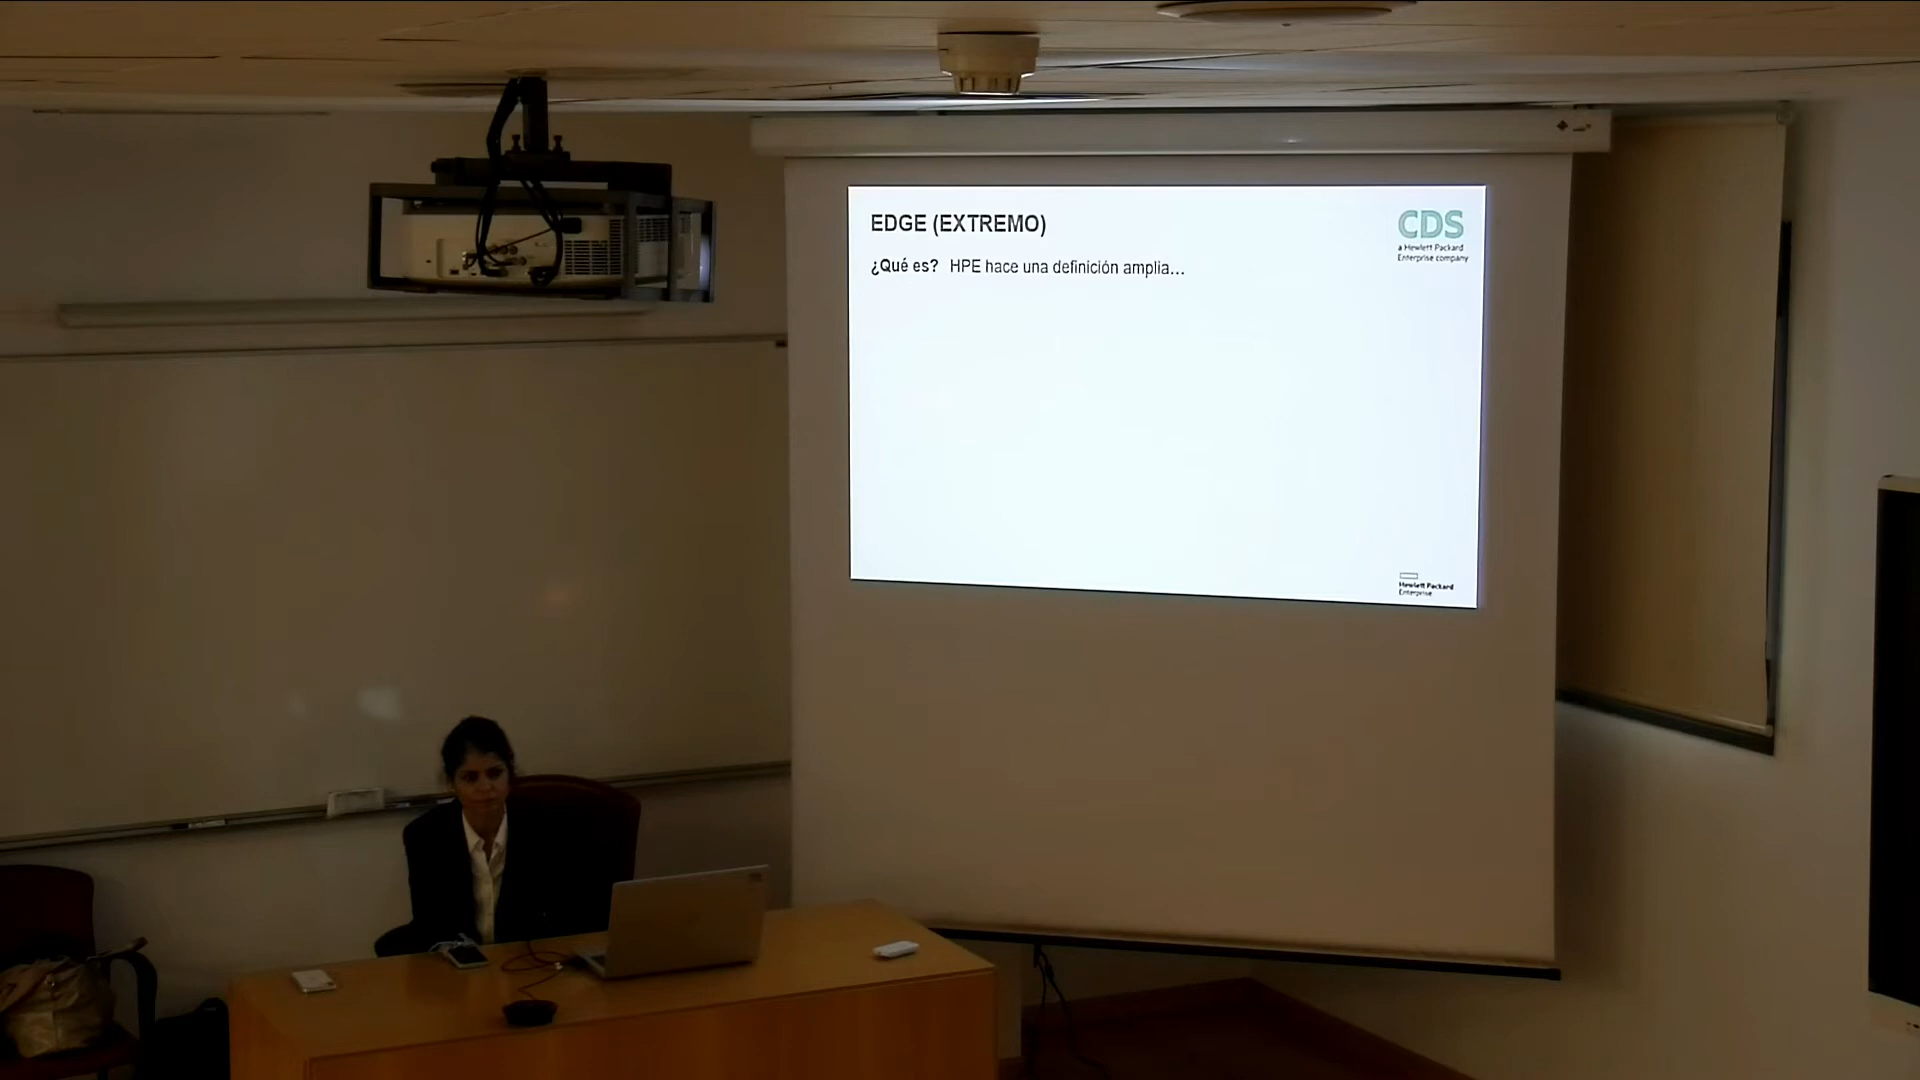 EDGE (EXTREMO)
¿Qué es? HPE hace una definición amplia...
CDS
a Hewlett Packard
Enterprise company
Hewlett Packard
Enterprise